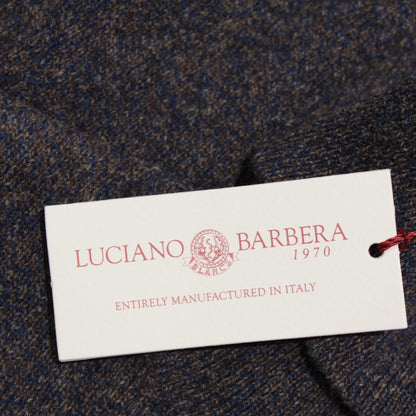 LUCIANO BARBERA
1970
ENTIRELY MANUFACTURED IN ITALY